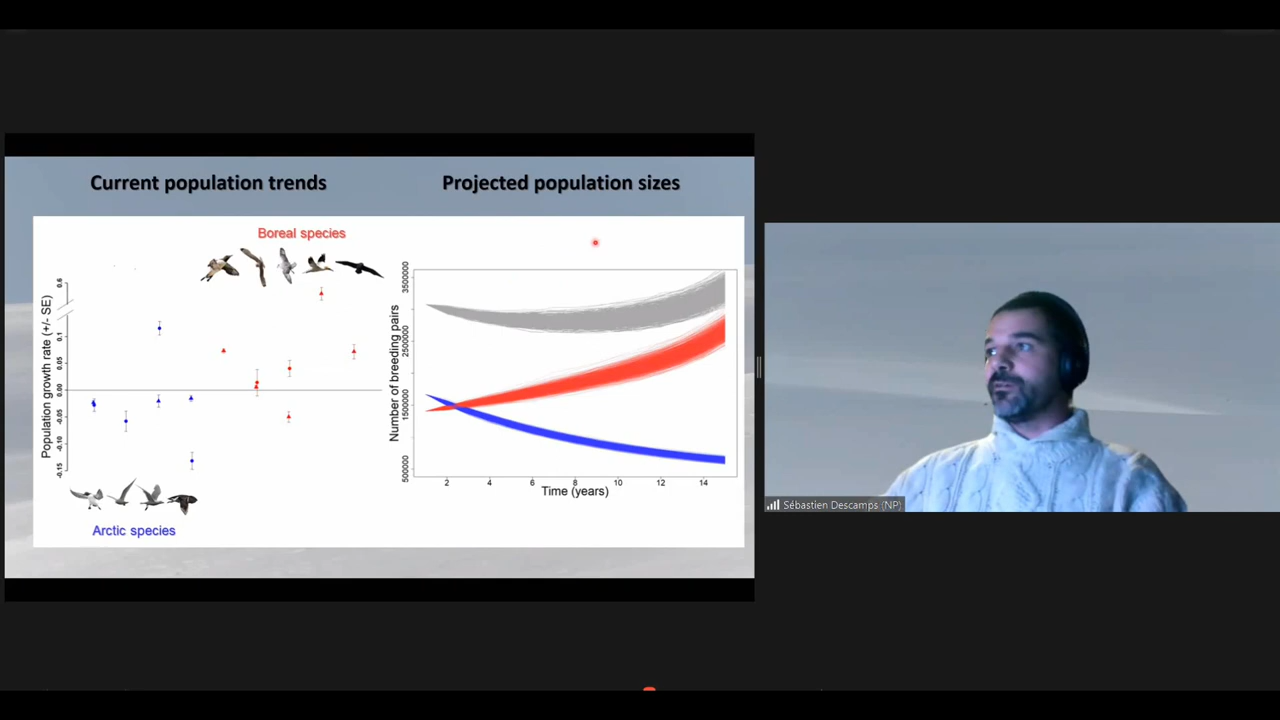 Current population trends
Projected population sizes
Boreal species
Population growth rate (+/- SE)
0.6
0.1
0.05
0.00
-0.05
-0.10
-0.15
Arctic species
Number of breeding pairs
3500000
2500000
1500000
500000
2 4 6 8 10 12 14
Time (years)
Sébastien Descamps (NP)